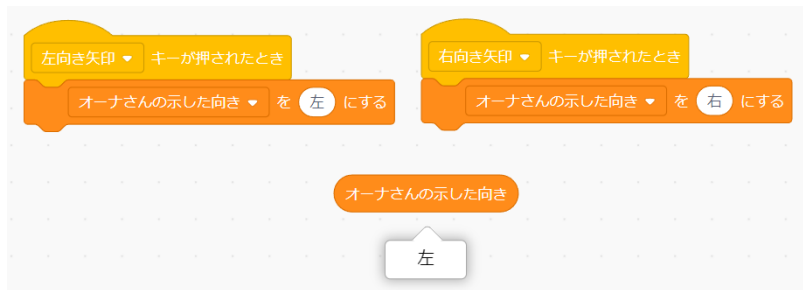 左向き矢印 キーが押されたとき
オーナさんの示した向き を 左 にする
右向き矢印 キーが押されたとき
オーナさんの示した向き を 右 にする
オーナさんの示した向き
左